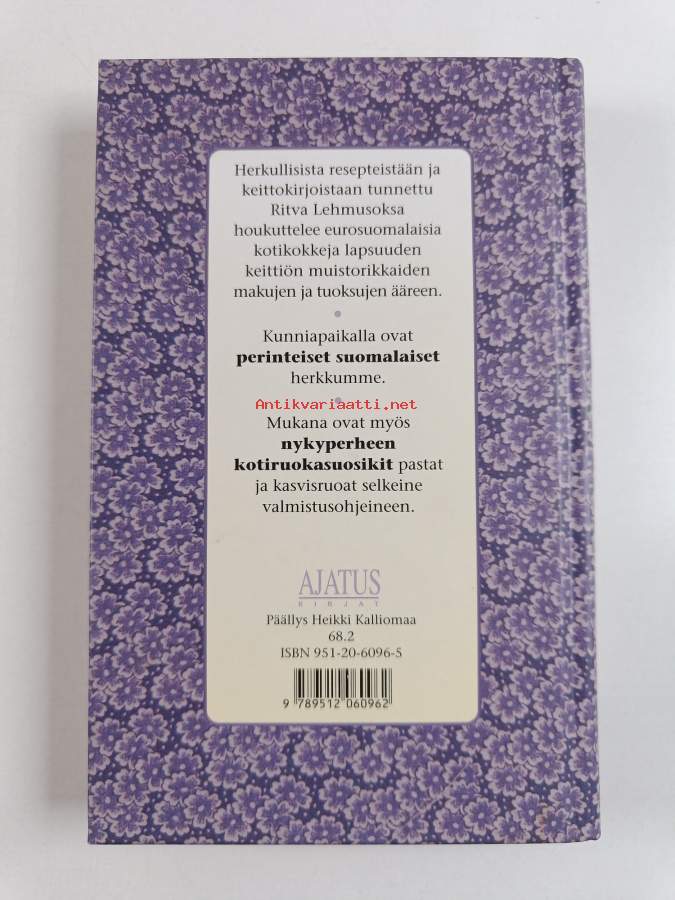 Herkullisista resepteistään ja
keittokirjoistaan tunnettu
Ritva Lehmusoksa
houkuttelee eurosuomalaisia
kotikokkeja lapsuuden
keittiön muistorikkaiden
makujen ja tuoksujen ääreen.
•
Kunniapaikalla ovat
perinteiset suomalaiset
herkkumme.
•
Antikvariaatti.net
Mukana ovat myös
nykyperheen
kotiruokasuosikit pastat
ja kasvisruoat selkeine
valmistusohjeineen.
AJATUS
KIRJAT
Päällys Heikki Kalliomaa
68.2
ISBN 951-20-6096-5
9 789512 060962